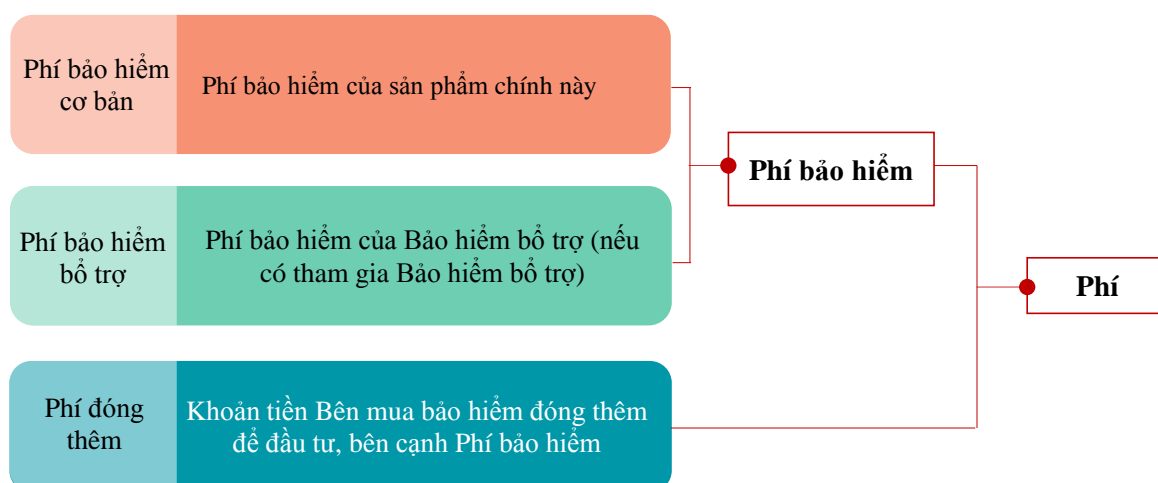 Phí bảo hiểm
cơ bản
Phí bảo hiểm của sản phẩm chính này
Phí bảo hiểm
Phí bảo hiểm
bổ trợ
Phí bảo hiểm của Bảo hiểm bổ trợ (nếu
có tham gia Bảo hiểm bổ trợ)
Phí
Phí đóng
thêm
Khoản tiền Bên mua bảo hiểm đóng thêm
để đầu tư, bên cạnh Phí bảo hiểm